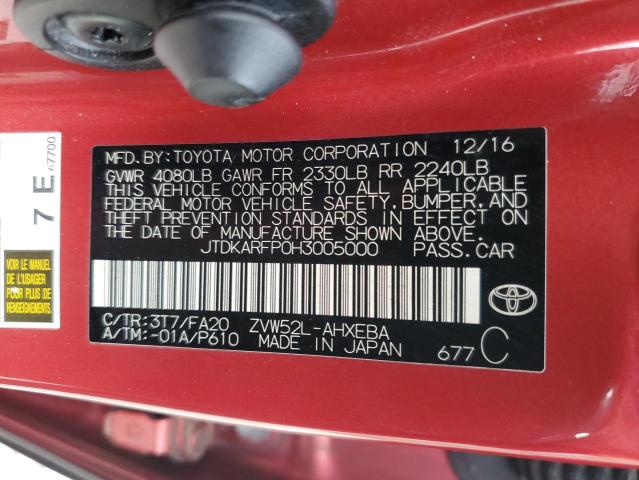 MFD. BY: TOYOTA MOTOR CORPORATION 12/16
GVWR 4080LB GAWR FR 2330LB RR 2240LB
THIS VEHICLE CONFORMS TO ALL APPLICABLE
FEDERAL MOTOR VEHICLE SAFETY, BUMPER, AND
THEFT PREVENTION STANDARDS IN EFFECT ON
THE DATE OF MANUFACTURE SHOWN ABOVE.
JTDKARFP0H3005000 PASS. CAR
C/TR: 3T7/FA20 ZVW52L-AHXEBA
A/TM: -01A/P610 MADE IN JAPAN 677 C
TOYOTA
7 E 47700
VOIR LE MANUEL
DE L'USAGER
POUR PLUS DE
RENSEIGNEMENTS